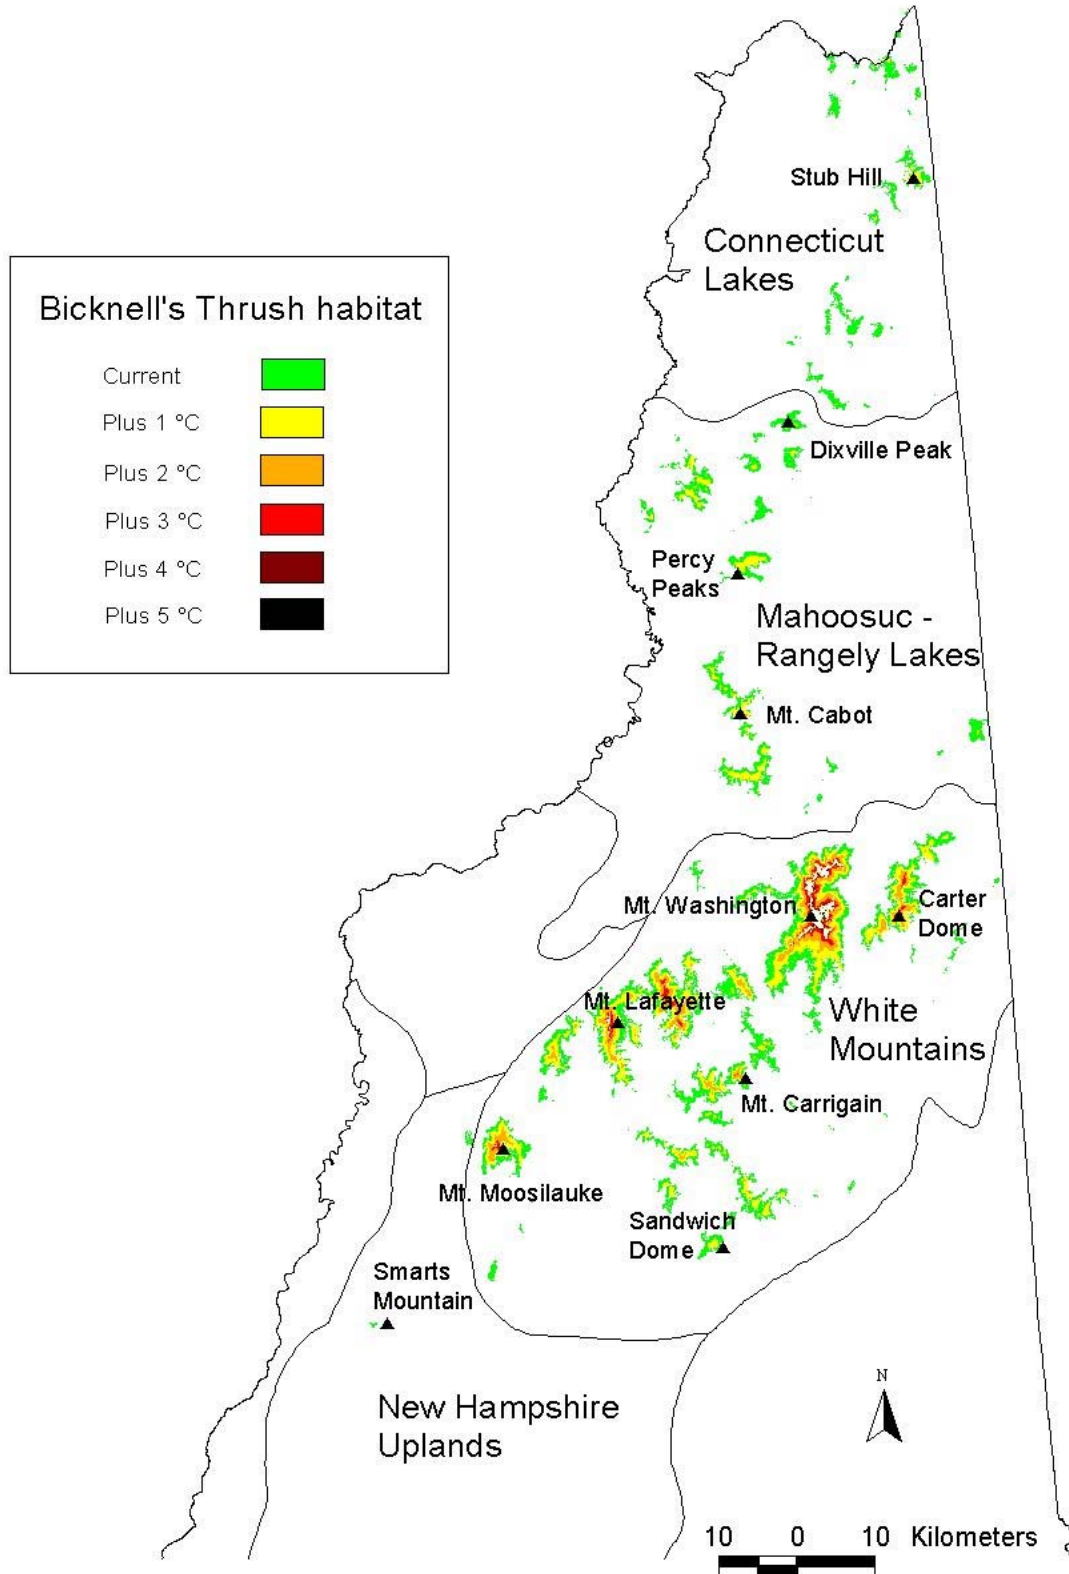 Stub Hill
Connecticut
Lakes
Bicknell's Thrush habitat
Current
Plus 1 °C
Plus 2 °C
Plus 3 °C
Plus 4 °C
Plus 5 °C
Dixville Peak
Percy
Peaks
Mahoosuc -
Rangely Lakes
Mt. Cabot
Mt. Washington
Carter
Dome
Mt. Lafayette
White
Mountains
Mt. Carrigain
Mt. Moosilauke
Sandwich
Dome
Smarts
Mountain
New Hampshire
Uplands
N
10 0 10 Kilometers